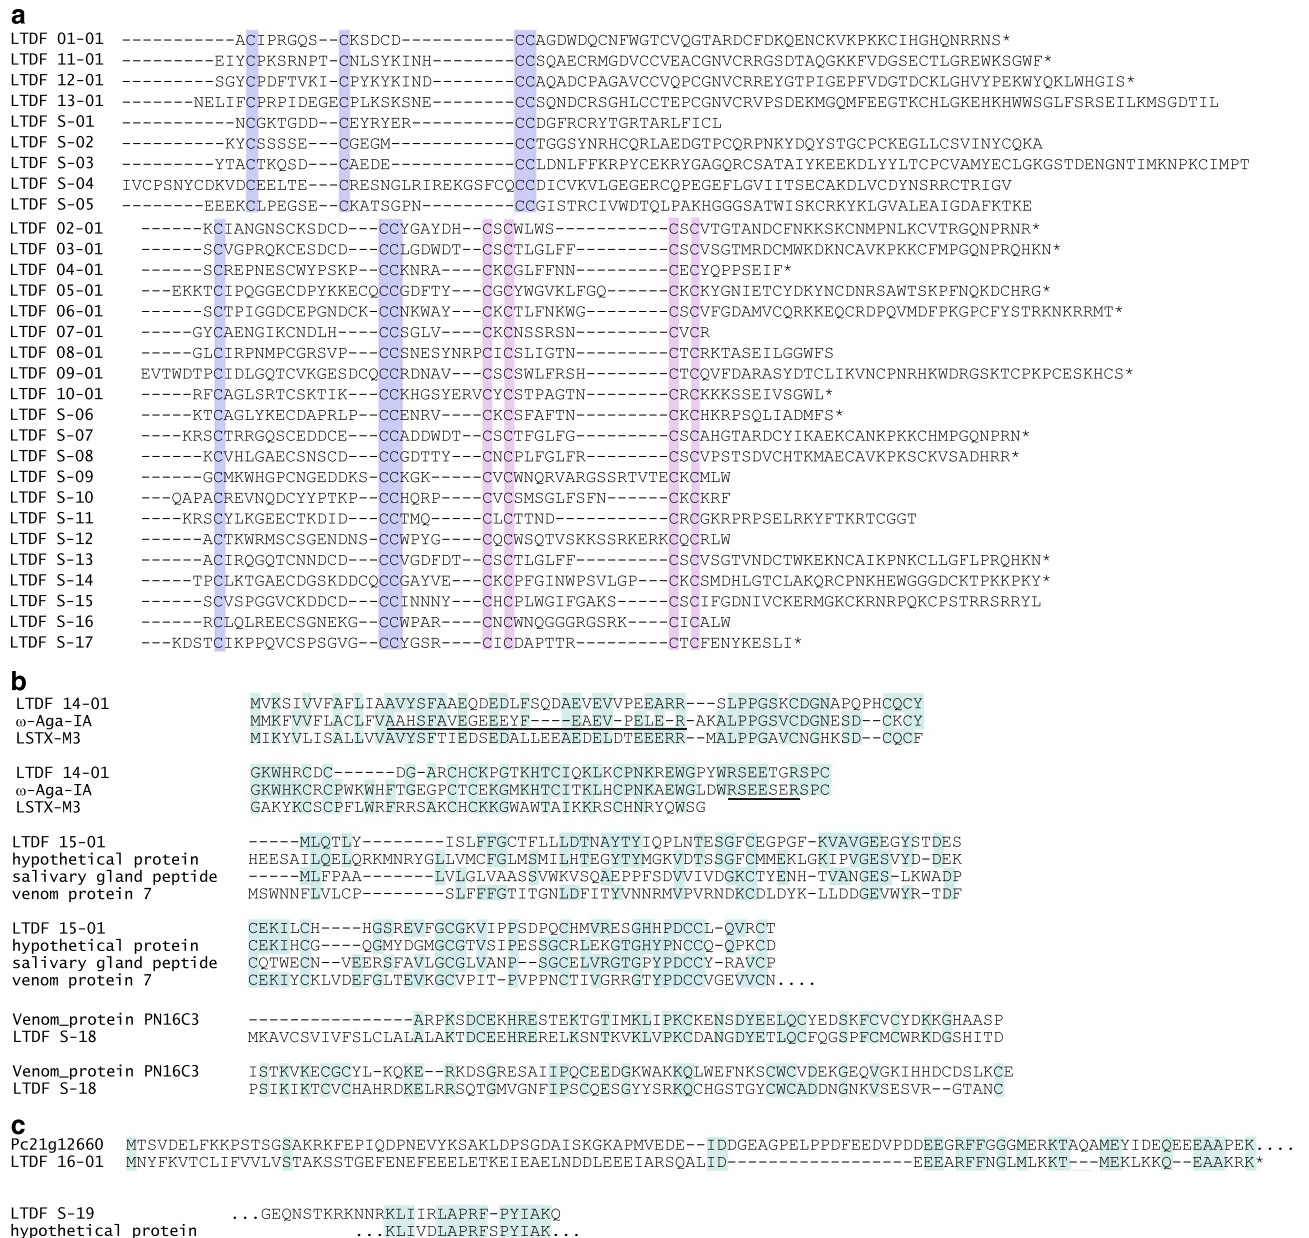 a
LTDF 01-01 -----------ACIPRGQS--CKSDCD-----------CCAGDWDQCNFWGTCVQGTARDCFDKQENCKVKPKKCIHGHQNRRNS*
LTDF 11-01 ---------EIYCPKSRNPT-CNLSYKINH--------CCSQAECRMGDVCCVEACGNVCRRGSDTAQGKKFVDGSECTLGREWKSGWF*
LTDF 12-01 ---------SGYCPDFTVKI-CPYKYKIND--------CCAQADCPAGAVCCVQPCGNVCRREYGTPIGEPFVDGTDCKLGHVYPEKWYQKLWHGIS*
LTDF 13-01 -------NELIFCPRPIDEGECPLKSKSNE--------CCSQNDCRSGHLCCTEPCGNVCRVPSDEKMGQMFEEGTKCHLGKEHKHWWSGLFSRSEILKMSGDTIL
LTDF S-01 -----------NCGKTGDD--CEYRYER----------CCDGFRCRYTGRTARLFICL
LTDF S-02 ----------KYCSSSSE--CGEGM------------CCTGGSYNRHCQRLAEDGTPCQRPNKYDQYSTGCPCKEGLLCSVINYCQKA
LTDF S-03 ---------YTACTKQSD--CAEDE------------CCLDNLFFKRPYCEKRYGAGQRCSATAIYKEEKDLYYLTCPCVAMYECLGKGSTDENGNTIMKNPKCIMPT
LTDF S-04 IVCPSNYCDKVDCEELTE---CRESNGLRIREKGSFCQCCDICVKVLGEGERCQPEGEFLGVIITSECAKDLVCDYNSRRCTRIGV
LTDF S-05 --------EEEKCLPEGSE--CKATSGPN---------CCGISTRCIVWDTQLPAKHGGGSATWISKCRKYKLGVALEAIGDAFKTKE
LTDF 02-01 ------KCIANGNSCKSDCD---CCYGAYDH--CSCWLWS-----------CSCVTGTANDCFNKKSKCNMPNLKCVTRGQNPRNR*
LTDF 03-01 ------SCVGPRQKCESDCD---CCLGDWDT--CSCTLGLFF---------CSCVSGTMRDCMWKDKNCAVKPKKCFMPGQNPRQHKN*
LTDF 04-01 ------SCREPNESCWYPSKP--CCKNRA----CKCGLFFNN---------CECYQPPSEIF*
LTDF 05-01 ---EKKTCIPQGGECDPYKKECQCCGDFTY---CGCYWGVKLFGQ------CKCKYGNIETCYDKYNCDNRSAWTSKPFNQKDCHRG*
LTDF 06-01 ------SCTPIGGDCEPGNDCK-CCNKWAY---CKCTLFNKWG--------CSCVFGDAMVCQRKKEQCRDPQVMDFPKGPCFYSTRKNKRRMT*
LTDF 07-01 -----GYCAENGIKCNDLH----CCSGLV----CKCNSSRSN---------CVCR
LTDF 08-01 -----GLCIRPNMPCGRSVP---CCSNESYNRPCICSLIGTN---------CTCRKTASEILGGWFS
LTDF 09-01 EVTWDTPCIDLGQTCVKGESDCQCCRDNAV---CSCSWLFRSH--------CTCQVFDARASYDTCLIKVNCPNRHKWDRGSKTCPKPCESKHCS*
LTDF 10-01 -----RFCAGLSRTCSKTIK---CCKHGSYERVCYCSTPAGTN--------CRCKKKSSEIVSGWL*
LTDF S-06 -----KTCAGLYKECDAPRLP--CCENRV----CKCSFAFTN---------CKCHKRPSQLIADMFS*
LTDF S-07 ----KRSCTRRGQSCEDDCE---CCADDWDT--CSCTFGLFG---------CSCAHGTARDCYIKAEKCANKPKKCHMPGQNPRN*
LTDF S-08 -----KCVHLGAECSNSCD----CCGDTTY---CNCPLFGLFR--------CSCVPSTSDVCHTKMAECAVKPKSCKVSADHRR*
LTDF S-09 ------GCMKWHGPCNGEDDKS-CCKGK-----CVCWNQRVARGSSRTVTECKCMLW
LTDF S-10 ---QAPACREVNQDCYYPTKP--CCHQRP----CVCSMSGLFSFN------CKCKRF
LTDF S-11 ----KRSCYLKGEECTKDID---CCTMQ-----CLCTTND-----------CRCGKRPRPSELRKYFTKRTCGGT
LTDF S-12 ------ACTKWRMSCSGENDNS-CCWPYG----CQCWSQTVSKKSSRKERKCQCRLW
LTDF S-13 ------ACIRQGQTCNNDCD---CCVGDFDT--CSCTLGLFF---------CSCVSGTVNDCTWKEKNCAIKPNKCLLGFLPRQHKN*
LTDF S-14 -----TPCLKTGAECDGSKDDCQCCGAYVE---CKCPFGINWPSVLGP---CKCSMDHLGTCLAKQRCPNKHEWGGGDCKTPKKPKY*
LTDF S-15 ------SCVSPGGVCKDDCD---CCINNNY---CHCPLWGIFGAKS-----CSCIFGDNIVCKERMGKCKRNRPQKCPSTRRSRRYL
LTDF S-16 ------RCLQLREECSGNEKG--CCWPAR----CNCWNQGGGRGSRK----CICALW
LTDF S-17 ---KDSTCIKPPQVCSPSGVG--CCYGSR----CICDAPTTR---------CTCFENYKESLI*
b
LTDF 14-01 MVKSIVVFAFLIAAVYSFAAEQDEDLFSQDAEVEVVPEEARR---SLPPGSKCDGNAPQPHCQCY
ω-Aga-IA MMKFVVFLACLFVAAHSFAVEGEEEYF----EAEV-PELE-R-AKALPPGSVCDGNESD--CKCY
LSTX-M3 MIKYVLISALLVVAVYSFTIEDSEDALLEEAEDELDTEEERR--MALPPGAVCNGHKSD--CQCF
LTDF 14-01 GKWHRCDC------DG-ARCHCKPGTKHTCIQKLKCPNKREWGPYWRSEETGRSPC
ω-Aga-IA GKWHKCRCPWKWHFTGEGPCTCEKGMKHTCITKLHCPNKAEWGLDWRSEESERSPC
LSTX-M3 GAKYKCSCPFLWRFRRSAKCHCKKGWAWTAIKKRSCHNRYQWSG
LTDF 15-01 -----MLQTLY--------ISLFFGCTFLLLLDTNAYTYIQPLNTESGFCEGPGF-KVAVGEEGYSTDES
hypothetical protein HEESAILQELQRKMNRYGLLVMCFGLMSMILHTEGYTYMGKVDTSSGFCMMEKLGKIPVGESVYD-DEK
salivary gland peptide -----MLFPAA-------LVLGLVAASSVWKVSQAEPPFSDVVIVDGKCTYENH-TVANGES-LKWADP
venom protein 7 MSWNNFLVLCP--------SLFFFGTITGNLDFITYVNNRMVPVRNDKCDLDYK-LLDDGEVWYR-TDF
LTDF 15-01 CEKILCH----HGSREVFGCGKVIPPSDPQCHMVRESGHHPDCCL-QVRCT
hypothetical protein CEKIHCG----QGMYDGMGCGTVSIPESSGCRLEKGTGHYPNCCQ-QPKCD
salivary gland peptide CQTWECN--VEERSFAVLGCGLVANP--SGCELVRGTGPYPDCCY-RAVCP
venom protein 7 CEKIYCKLVDEFGLTEVKGCVPIT-PVPPNCTIVGRRGTYPDCCVGEVVCN....
Venom_protein PN16C3 ----------------ARPKSDCEKHRESTEKTGTIMKLIPKCKENSDYEELQCYEDSKFCVCYDKKGHAASP
LTDF S-18 MKAVCSVIVFSLCLALALAKTDCEEHRERELKSNTKVKLVPKCDANGDYETLQCFQGSPFCMCWRKDGSHITD
Venom_protein PN16C3 ISTKVKECGCYL-KQKE--RKDSGRESAIIPQCEEDGKWAKKQLWEFNKSCWCVDEKGEQVGKIHHDCDSLKCE
LTDF S-18 PSIKIKTCVCHAHRDKELRRSQTGMVGNFIPSCQESGYYSRKQCHGSTGYCWCADDNGNKVSESVR--GTANC
c
Pc21g12660 MTSVDELFKKPSTSGSAKRKFEPIQDPNEVYKSAKLDPSGDAISKGKAPMVEDE--IDDGEAGPELPPDFEEDVPDDEEGRFFGGGMERKTAQAMEYIDEQEEEAAPEK....
LTDF 16-01 MNYFKVTCLIFVVLVSTAKSSTGEFENEFEEELETKEIEAELNDDLEEEIARSQALID------------------EEEARFFNGLMLKKT---MEKLKKQ--EAAKRK*
LTDF S-19 ...GEQNSTKRKNNRKLIIRLAPRF-PYIAKQ
hypothetical protein ...KLIVDLAPRFSPYIAK...